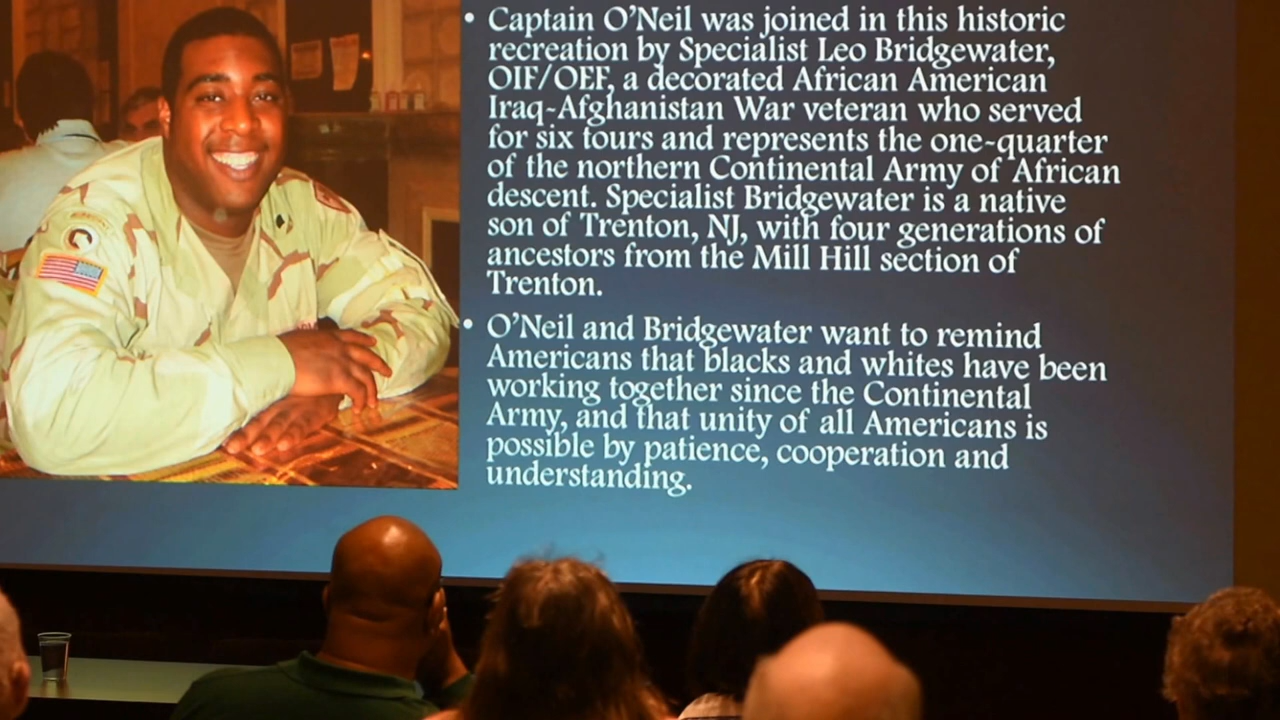 • Captain O'Neil was joined in this historic
recreation by Specialist Leo Bridgewater,
OIF/OEF, a decorated African American
Iraq-Afghanistan War veteran who served
for six tours and represents the one-quarter
of the northern Continental Army of African
descent. Specialist Bridgewater is a native
son of Trenton, NJ, with four generations of
ancestors from the Mill Hill section of
Trenton.
• O'Neil and Bridgewater want to remind
Americans that blacks and whites have been
working together since the Continental
Army, and that unity of all Americans is
possible by patience, cooperation and
understanding.